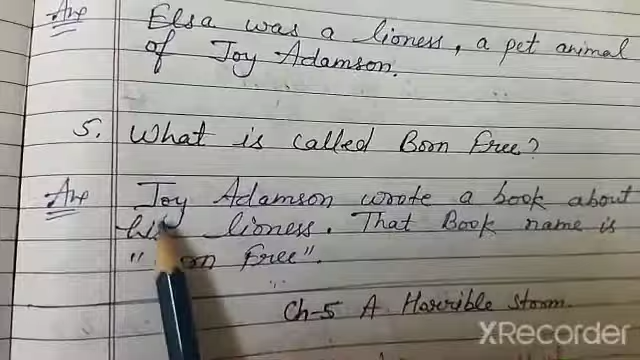 Ans Elsa was a lioness, a pet animal
of Joy Adamson.
5. What is called Born Free?
Ans Joy Adamson wrote a book about
lioness. That Book name is
Free".
Ch-5 A Horrible Storm.
XRecorder